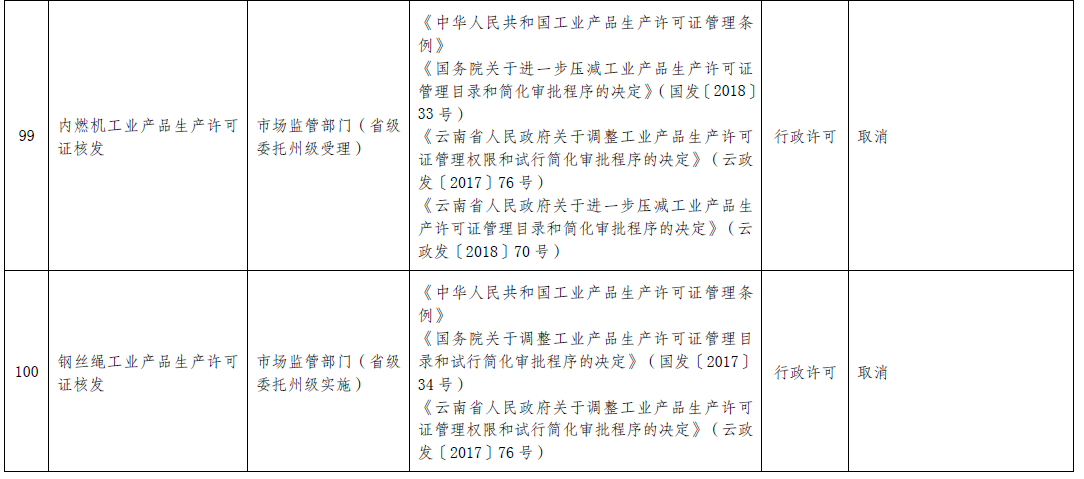 99
内燃机工业产品生产许可
证核发
市场监管部门（省级
委托州级受理）
《中华人民共和国工业产品生产许可证管理条
例》
《国务院关于进一步压减工业产品生产许可证
管理目录和简化审批程序的决定》（国发〔2018〕
33号）
《云南省人民政府关于调整工业产品生产许可
证管理权限和试行简化审批程序的决定》（云政
发〔2017〕76号）
《云南省人民政府关于进一步压减工业产品生
产许可证管理目录和简化审批程序的决定》（云
政发〔2018〕70号）
行政许可
取消
100
钢丝绳工业产品生产许可
证核发
市场监管部门（省级
委托州级实施）
《中华人民共和国工业产品生产许可证管理条
例》
《国务院关于调整工业产品生产许可证管理目
录和试行简化审批程序的决定》（国发〔2017〕
34号）
《云南省人民政府关于调整工业产品生产许可
证管理权限和试行简化审批程序的决定》（云政
发〔2017〕76号）
行政许可
取消